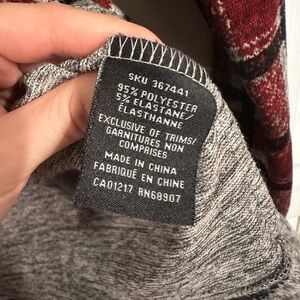 SKU 367441
95% POLYESTER
5% ELASTANE/
ÉLASTHANNE
EXCLUSIVE OF TRIMS/
GARNITURES NON
COMPRISES
MADE IN CHINA
FABRIQUÉ EN CHINE
CA01217 RN68907